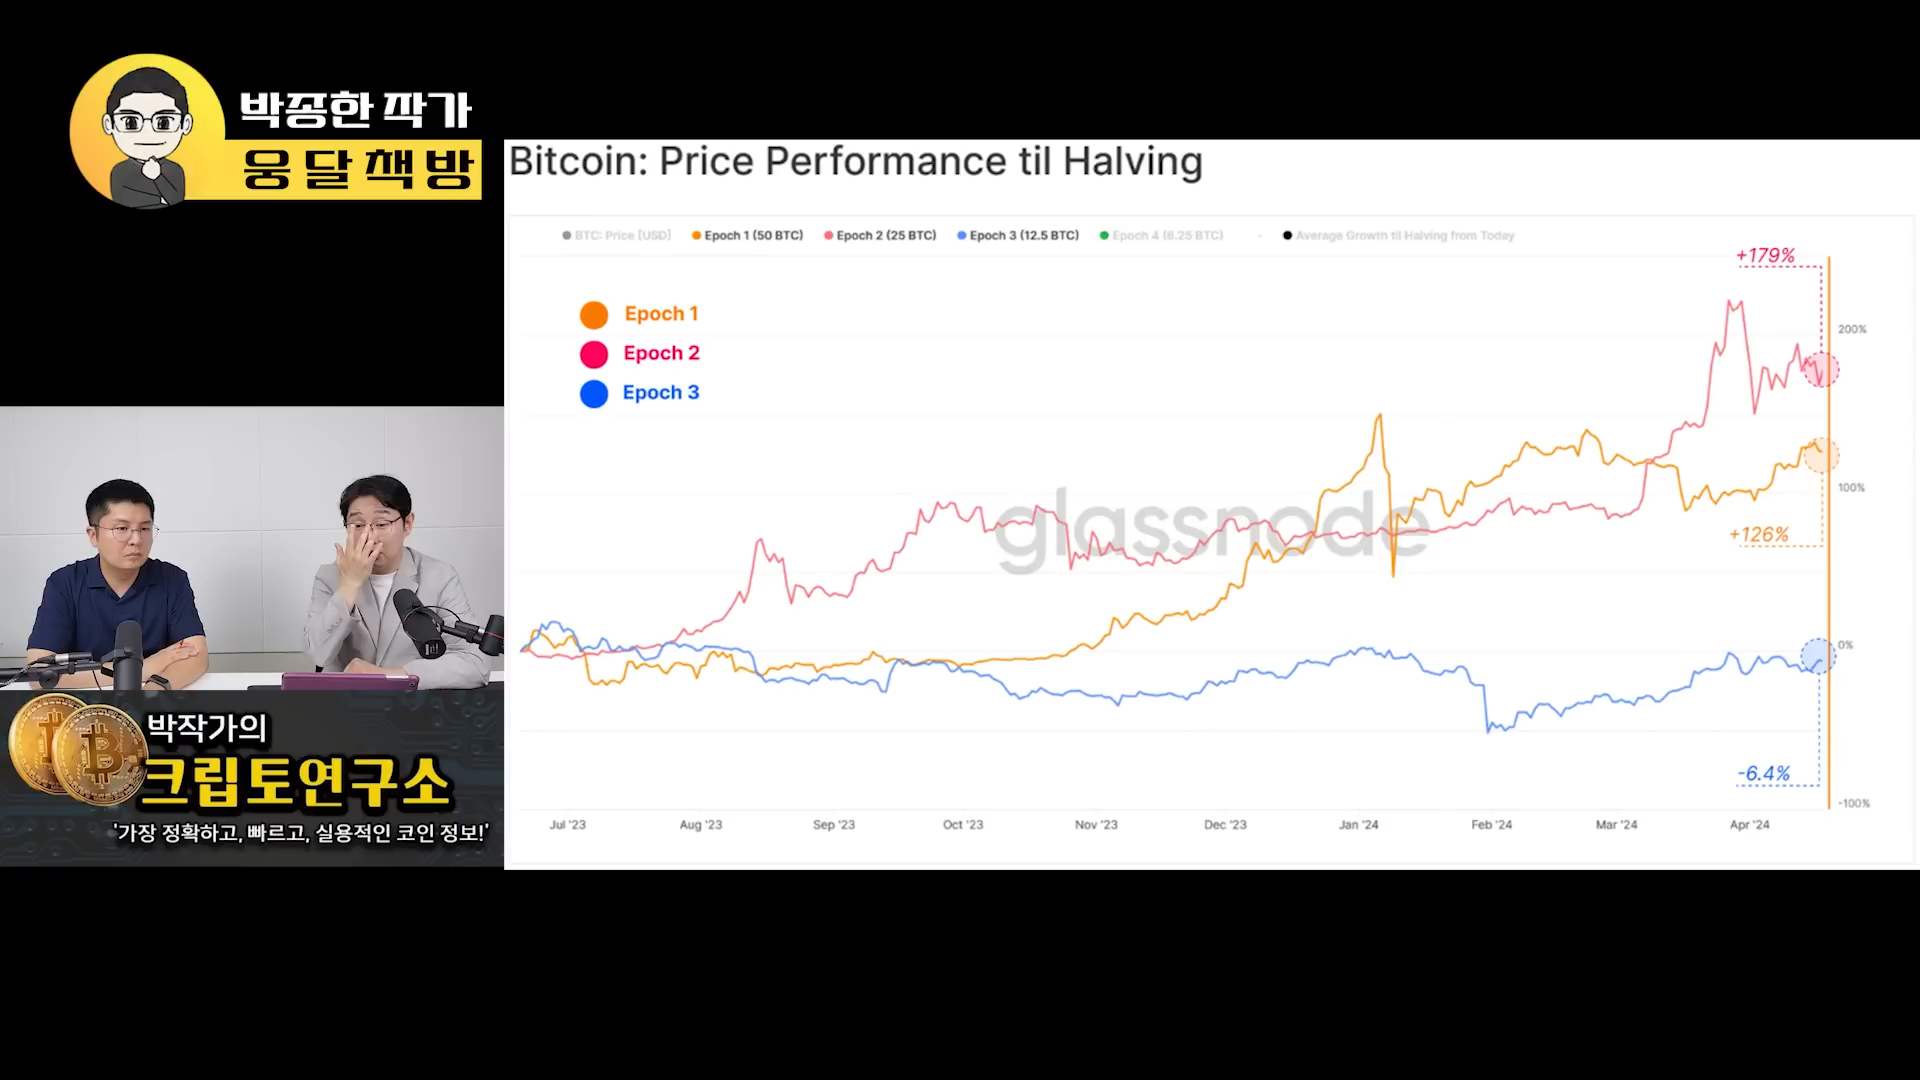 박종한 작가
웅달책방
Bitcoin: Price Performance til Halving
BTC: Price [USD] Epoch 1 (50 BTC) Epoch 2 (25 BTC) Epoch 3 (12.5 BTC) Epoch 4 (6.25 BTC) - Average Growth til Halving from Today
+179%
Epoch 1
Epoch 2
Epoch 3
200%
100%
glassnode
+126%
0%
-6.4%
-100%
Jul '23 Aug '23 Sep '23 Oct '23 Nov '23 Dec '23 Jan '24 Feb '24 Mar '24 Apr '24
박작가의
크립토연구소
'가장 정확하고, 빠르고, 실용적인 코인 정보!'